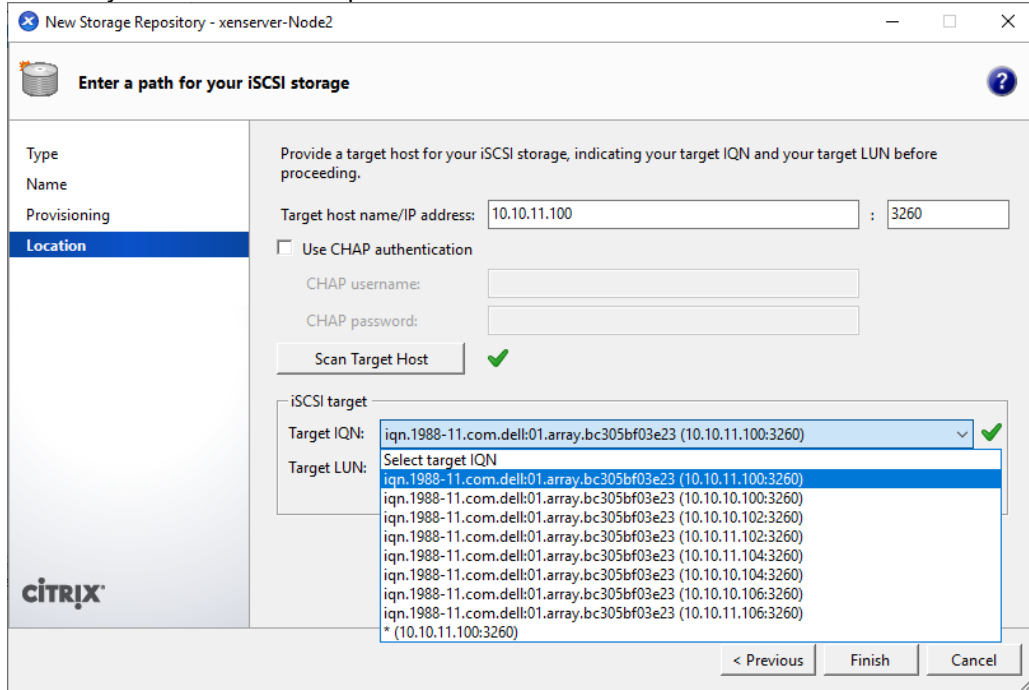 New Storage Repository - xenserver-Node2
Enter a path for your iSCSI storage
?
Type
Name
Provisioning
Location
Provide a target host for your iSCSI storage, indicating your target IQN and your target LUN before
proceeding.
Target host name/IP address: 10.10.11.100 : 3260
Use CHAP authentication
CHAP username:
CHAP password:
Scan Target Host
iSCSI target
Target IQN: iqn.1988-11.com.dell:01.array.bc305bf03e23 (10.10.11.100:3260)
Target LUN:
Select target IQN
iqn.1988-11.com.dell:01.array.bc305bf03e23 (10.10.11.100:3260)
iqn.1988-11.com.dell:01.array.bc305bf03e23 (10.10.10.100:3260)
iqn.1988-11.com.dell:01.array.bc305bf03e23 (10.10.10.102:3260)
iqn.1988-11.com.dell:01.array.bc305bf03e23 (10.10.11.102:3260)
iqn.1988-11.com.dell:01.array.bc305bf03e23 (10.10.11.104:3260)
iqn.1988-11.com.dell:01.array.bc305bf03e23 (10.10.10.104:3260)
iqn.1988-11.com.dell:01.array.bc305bf03e23 (10.10.10.106:3260)
iqn.1988-11.com.dell:01.array.bc305bf03e23 (10.10.11.106:3260)
* (10.10.11.100:3260)
CİTRIX
< Previous
Finish
Cancel